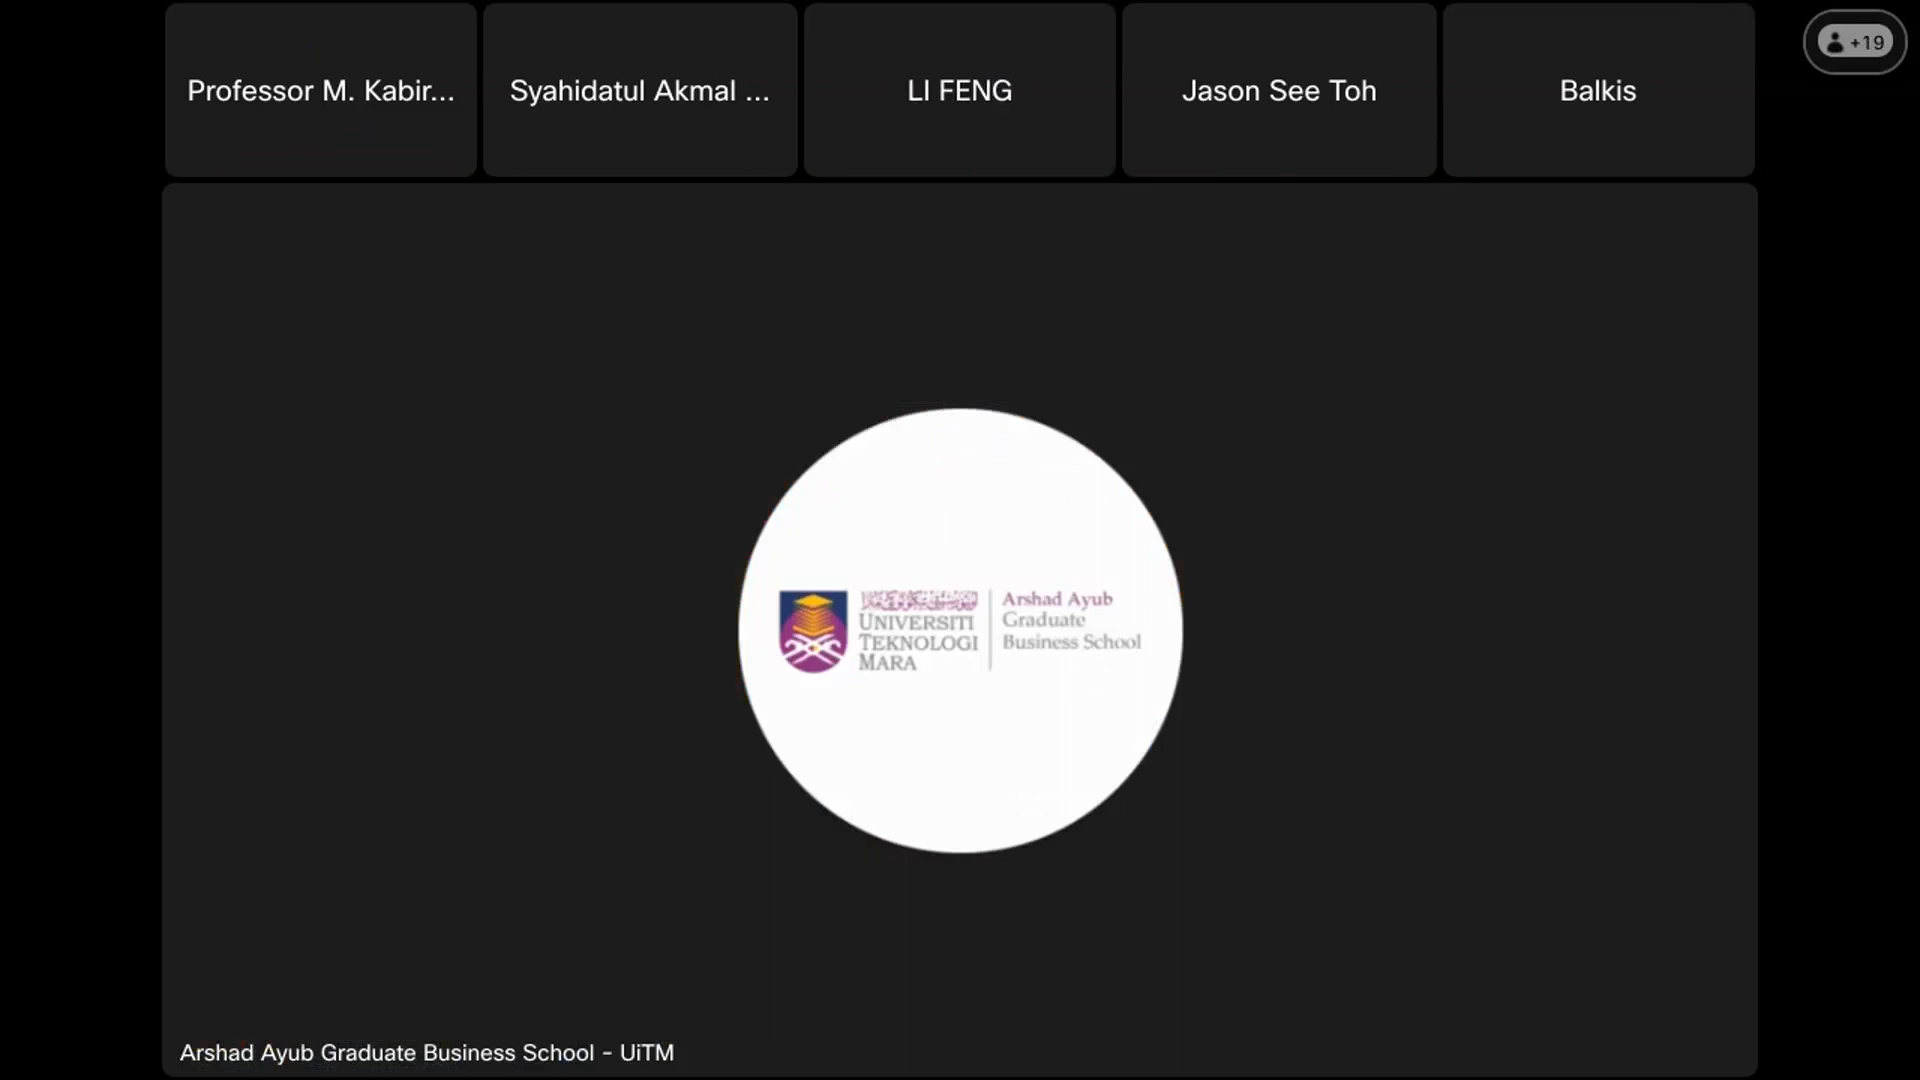 Professor M. Kabir...
Syahidatul Akmal ...
LI FENG
Jason See Toh
Balkis
+19
UNIVERSITI
TEKNOLOGI
MARA
Arshad Ayub
Graduate
Business School
Arshad Ayub Graduate Business School - UiTM